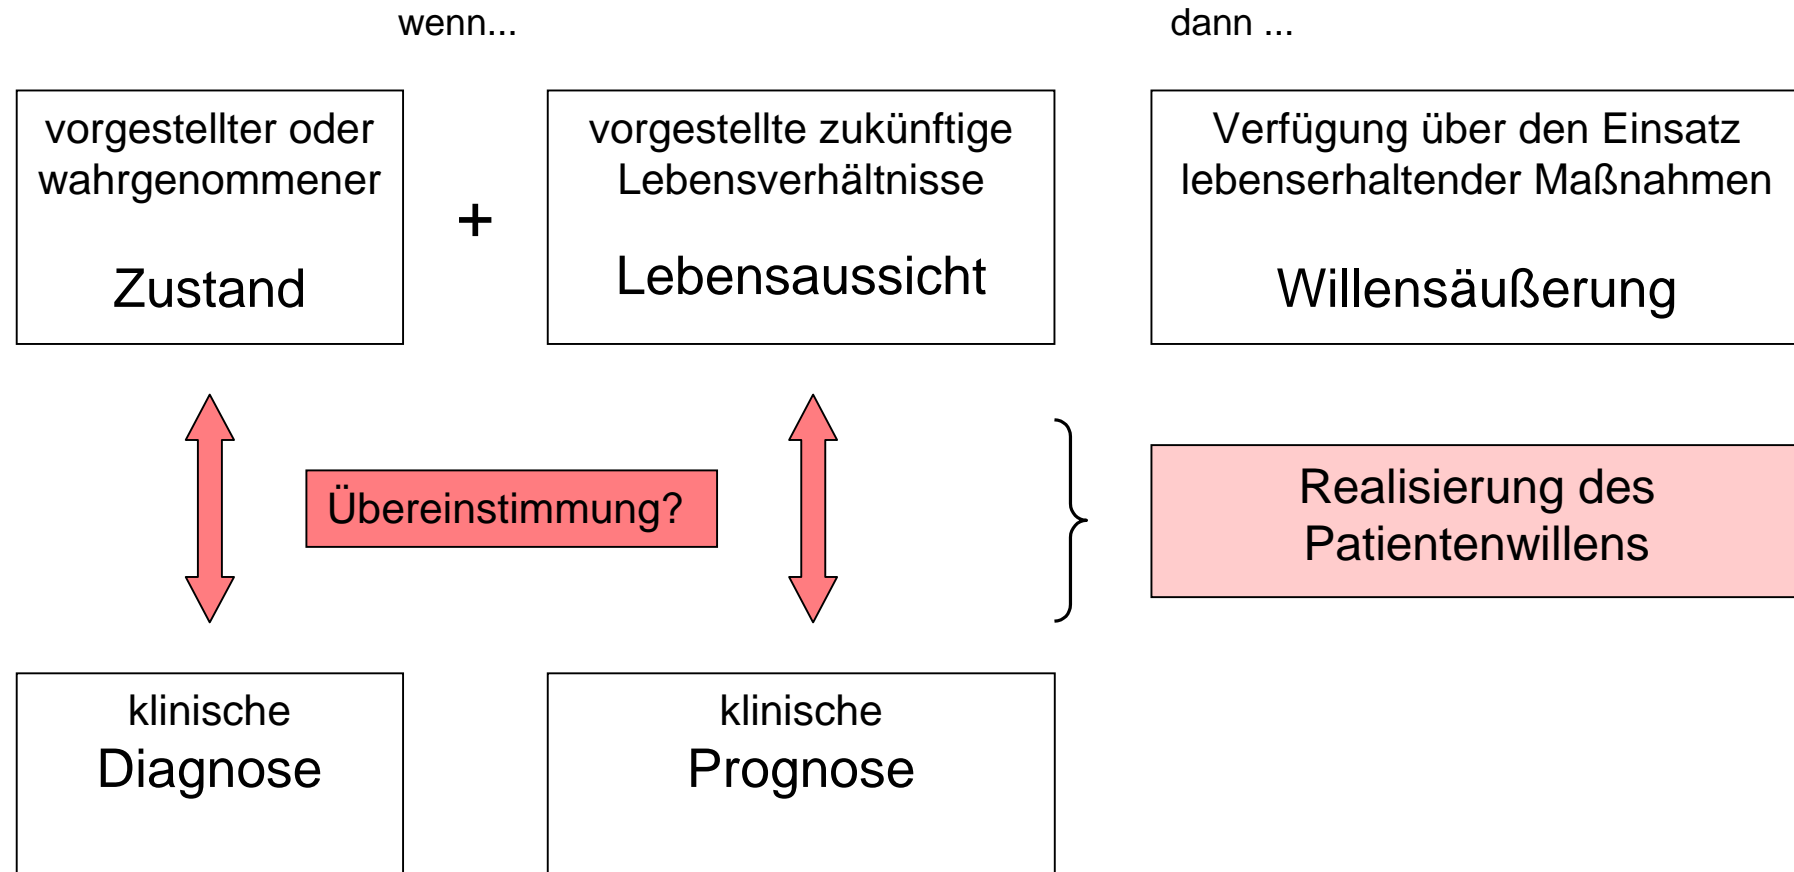 wenn...
dann ...
vorgestellter oder
wahrgenommener
Zustand
+
vorgestellte zukünftige
Lebensverhältnisse
Lebensaussicht
Verfügung über den Einsatz
lebenserhaltender Maßnahmen
Willensäußerung
Übereinstimmung?
Realisierung des
Patientenwillens
klinische
Diagnose
klinische
Prognose